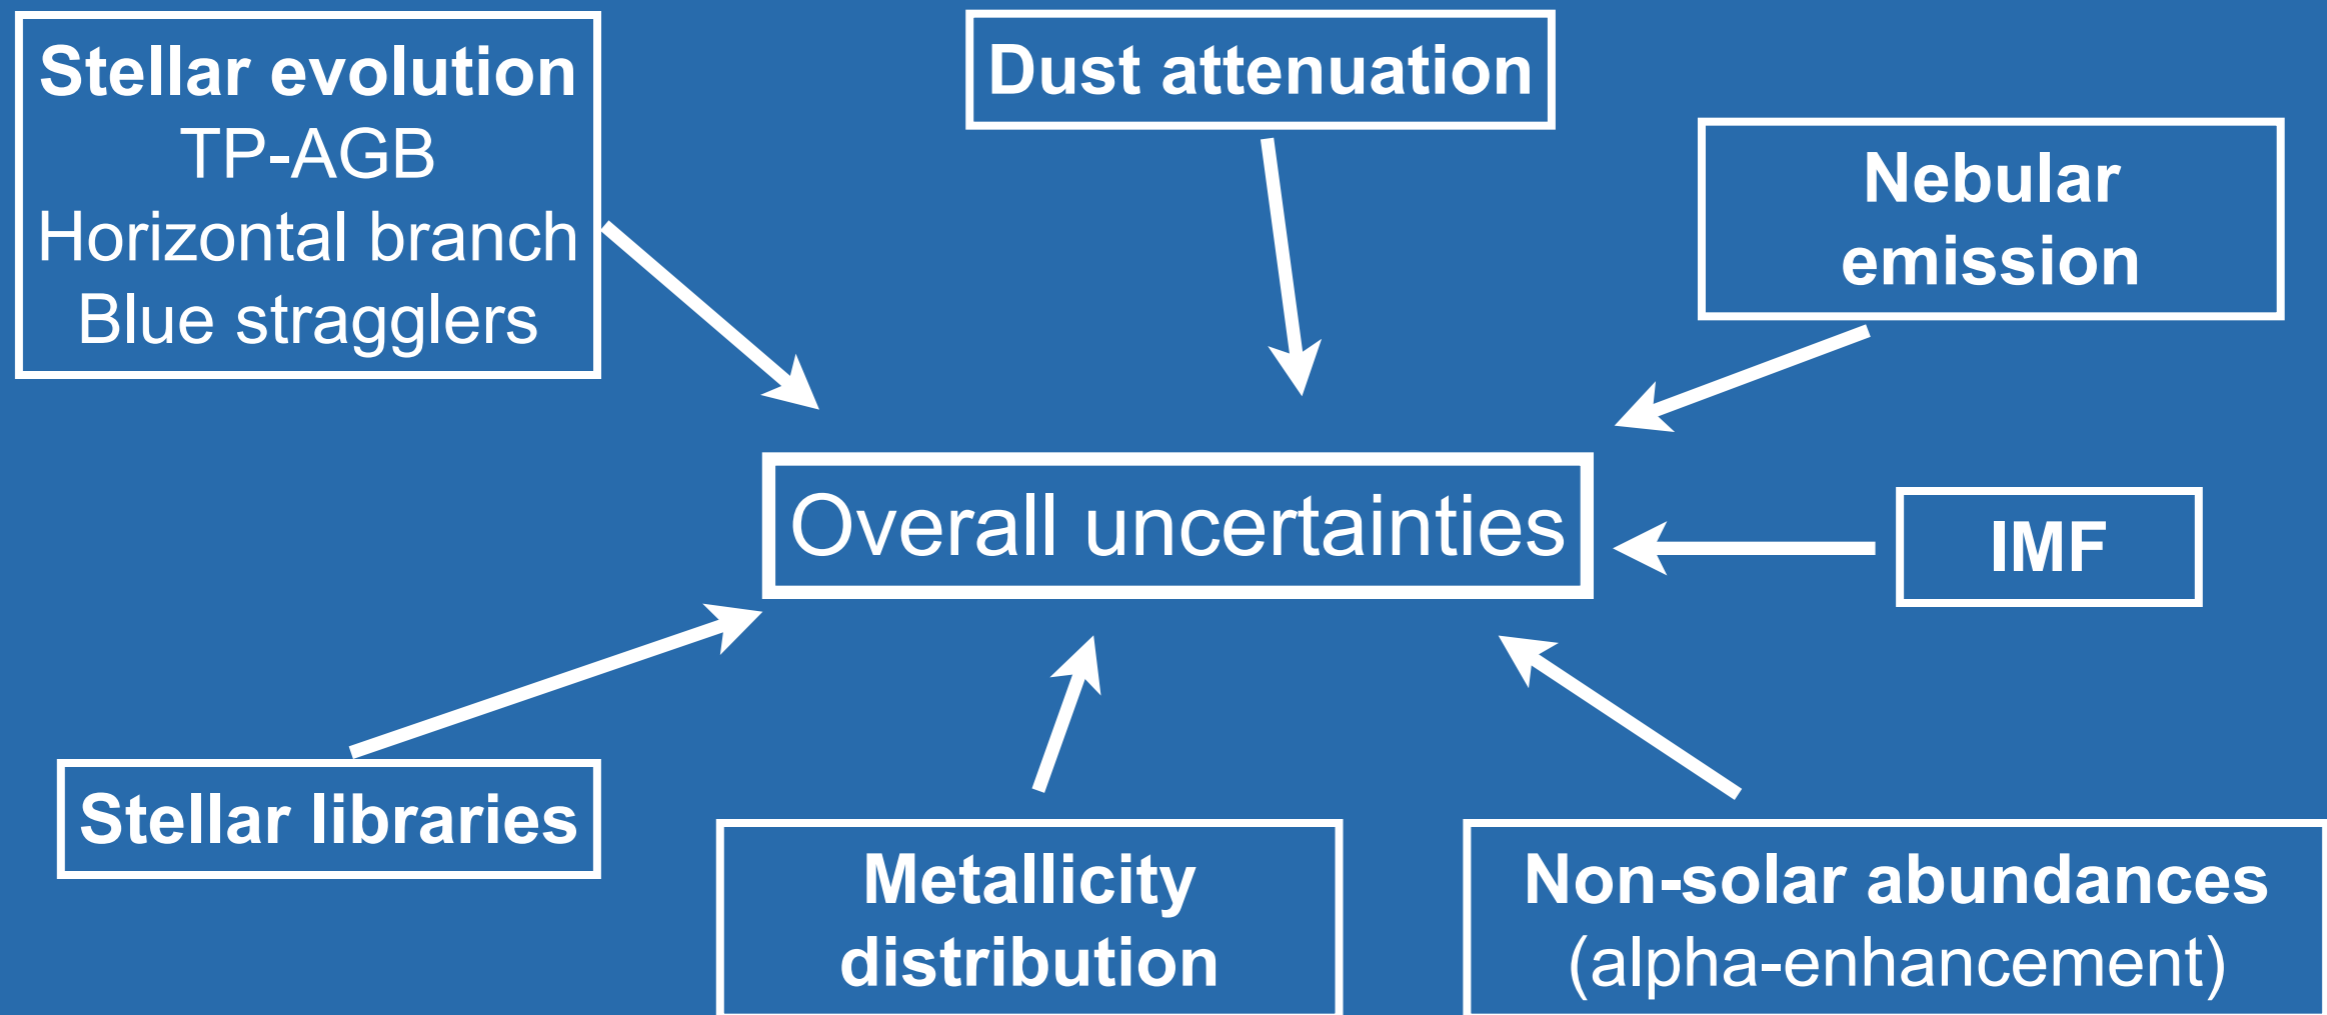 Stellar evolution
TP-AGB
Horizontal branch
Blue stragglers
Dust attenuation
Nebular
emission
Overall uncertainties
IMF
Stellar libraries
Metallicity
distribution
Non-solar abundances
(alpha-enhancement)